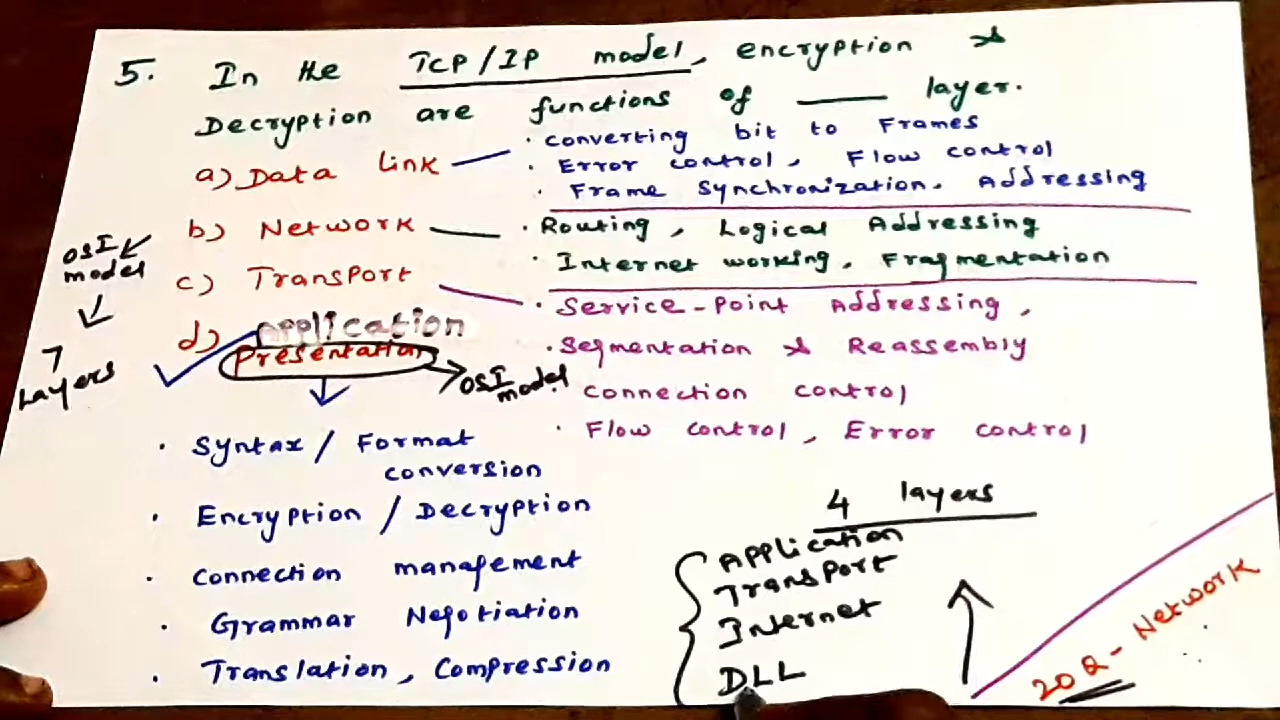 5. In the TCP/IP model, encryption &
Decryption are functions of ____ layer.
a) Data Link
• Converting bit to Frames
• Error control, Flow control
• Frame Synchronization, Addressing
b) Network
• Routing, Logical Addressing
• Internet working, Fragmentation
c) Transport
• Service-Point Addressing,
• Segmentation & Reassembly
Connection control
• Flow control, Error control
d) Application
Presentation
OSI model
OSI
model
7
Layers
• Syntax / Format
conversion
• Encryption / Decryption
• Connection management
• Grammar Negotiation
• Translation, Compression
4 layers
Application
Transport
Internet
DLL
20Q - Network